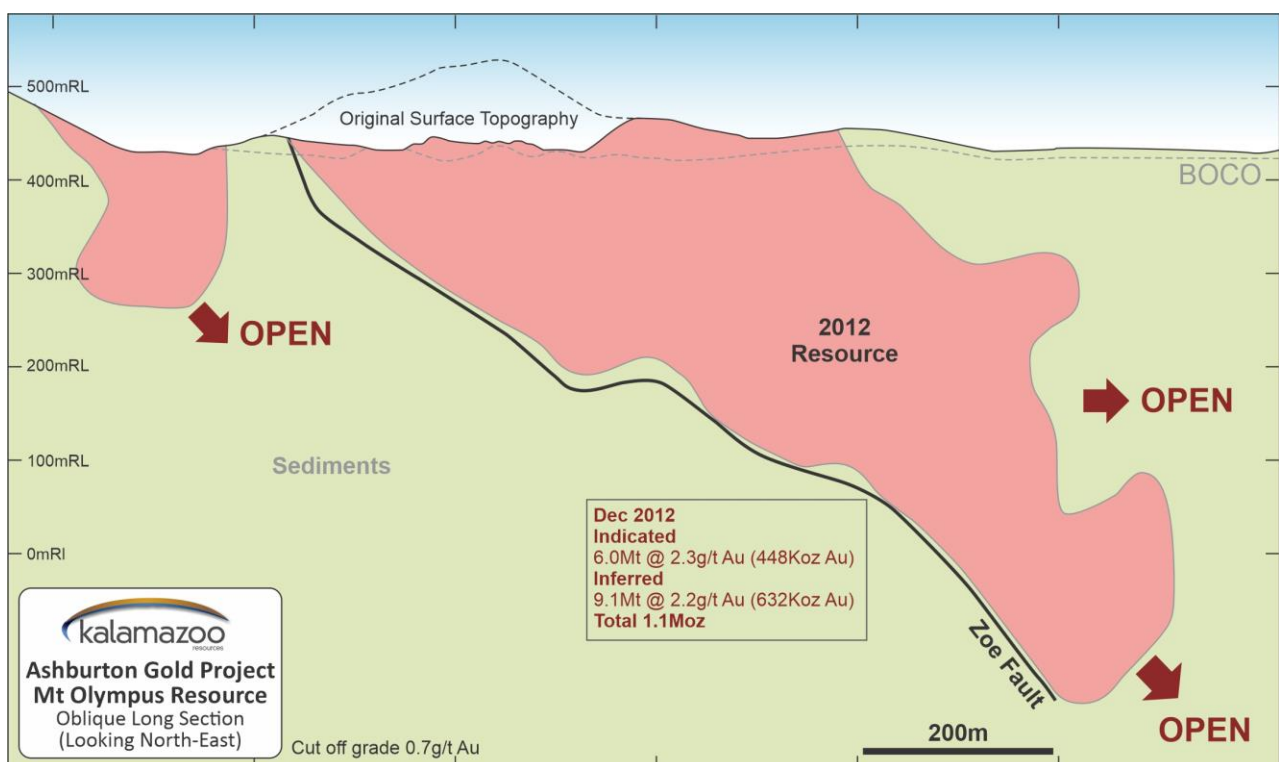 500mRL
Original Surface Topography
400mRL
BOCO
300mRL
OPEN
2012
Resource
200mRL
OPEN
Sediments
100mRL
Dec 2012
Indicated
6.0Mt @ 2.3g/t Au (448Koz Au)
Inferred
9.1Mt @ 2.2g/t Au (632Koz Au)
Total 1.1Moz
0mRl
Zoe Fault
kalamazoo
resources
Ashburton Gold Project
Mt Olympus Resource
Oblique Long Section
(Looking North-East)
Cut off grade 0.7g/t Au
200m
OPEN